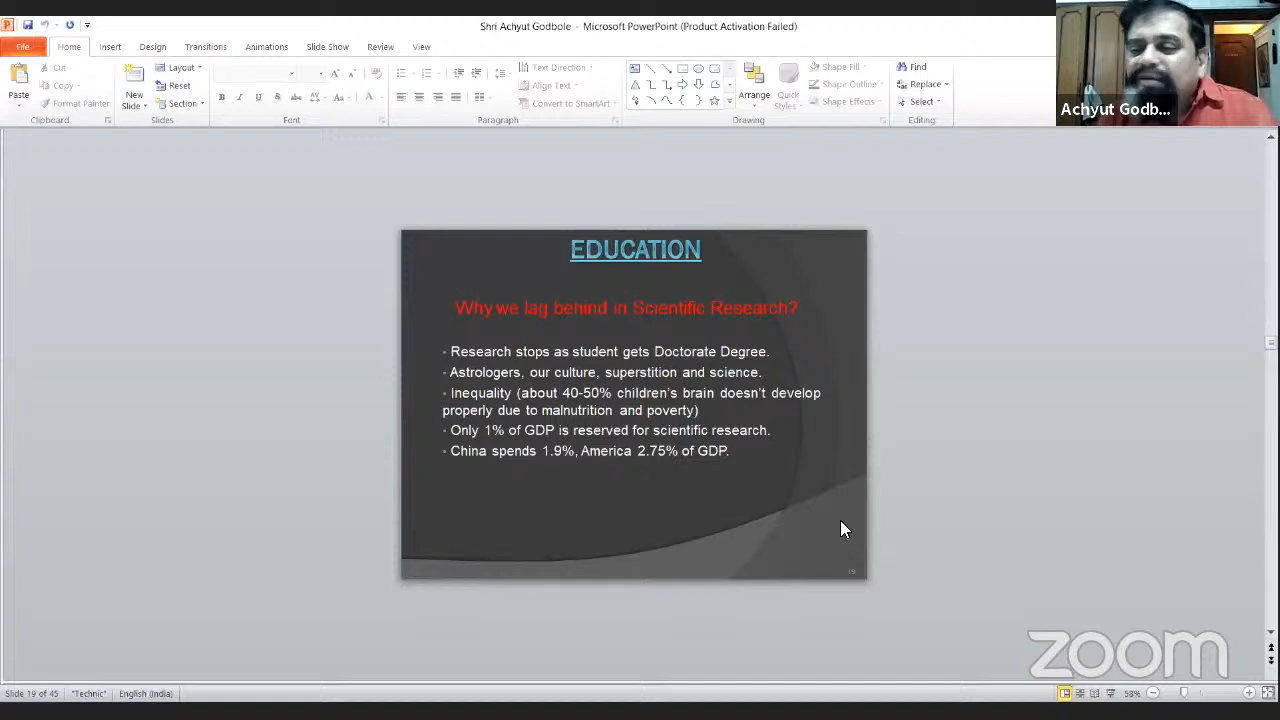 Shri Achyut Godbole - Microsoft PowerPoint (Product Activation Failed)
File Home Insert Design Transitions Animations Slide Show Review View
Paste
Cut
Copy
Format Painter
Clipboard
New
Slide
Layout
Reset
Section
Slides
B I U S abc AV Aa A
Font
Paragraph
Text Direction
Align Text
Convert to SmartArt
Arrange
Quick
Styles
Shape Fill
Shape Outline
Shape Effects
Drawing
Find
Replace
Select
Editing
Achyut Godb...
EDUCATION
Why we lag behind in Scientific Research?
Research stops as student gets Doctorate Degree.
Astrologers, our culture, superstition and science.
Inequality (about 40-50% children's brain doesn't develop
properly due to malnutrition and poverty)
Only 1% of GDP is reserved for scientific research.
China spends 1.9%, America 2.75% of GDP.
19
zoom
Slide 19 of 45 "Technic" English (India) 58%